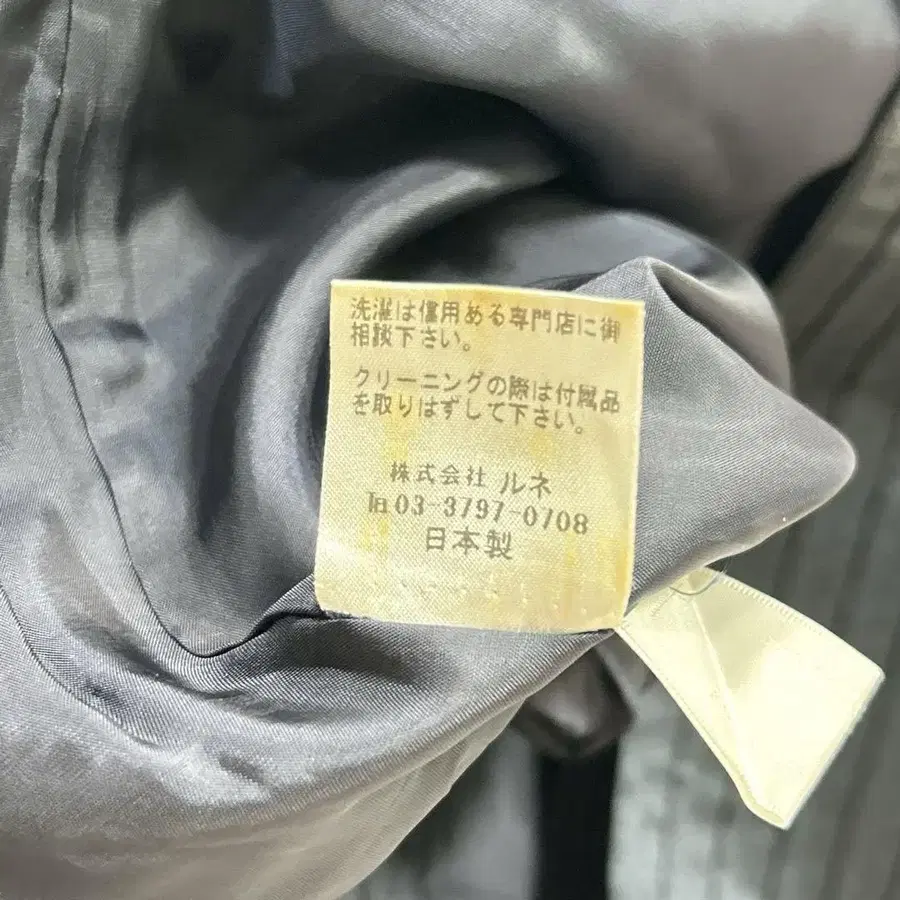 洗濯は信用ある専門店に御
相談下さい。
クリーニングの際は付属品
を取りはずして下さい。
株式会社 ルネ
℡03-3797-0708
日本製